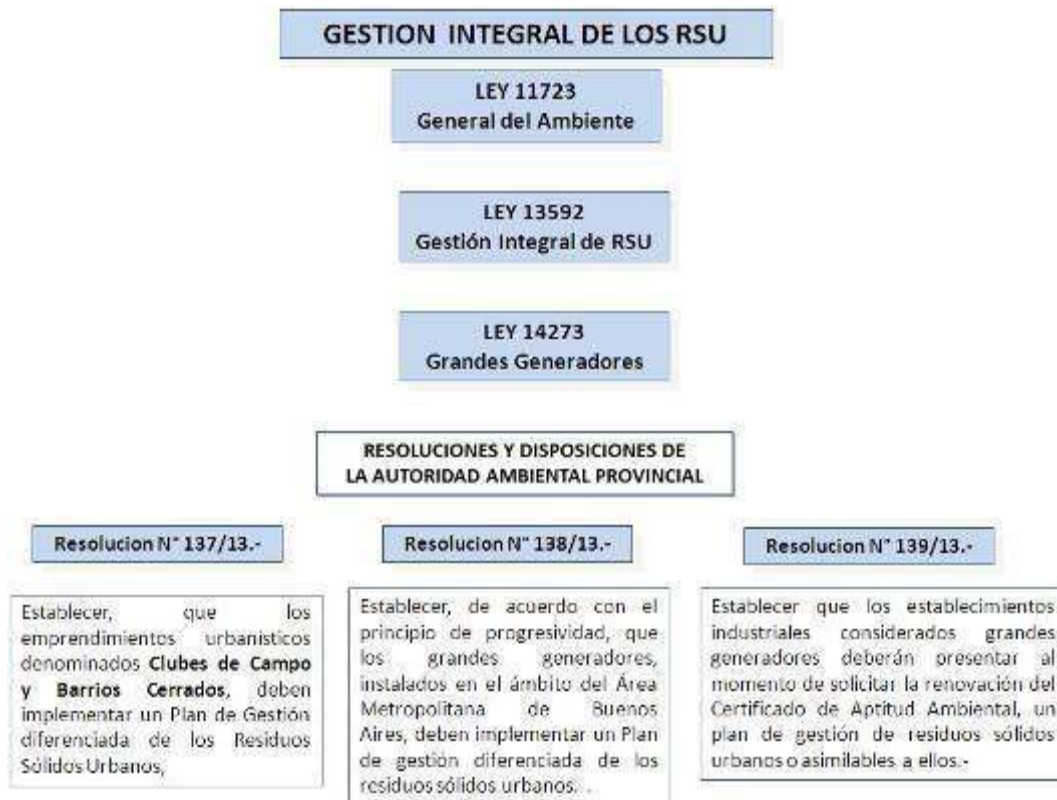 GESTION INTEGRAL DE LOS RSU
LEY 11723
General del Ambiente
LEY 13592
Gestión Integral de RSU
LEY 14273
Grandes Generadores
RESOLUCIONES Y DISPOSICIONES DE
LA AUTORIDAD AMBIENTAL PROVINCIAL
Resolucion N° 137/13.-
Establecer, que los
emprendimientos urbanísticos
denominados Clubes de Campo
y Barrios Cerrados, deben
implementar un Plan de Gestión
diferenciada de los Residuos
Sólidos Urbanos,
Resolucion N° 138/13.-
Establecer, de acuerdo con el
principio de progresividad, que
los grandes generadores,
instalados en el ámbito del Área
Metropolitana de Buenos
Aires, deben implementar un Plan
de gestión diferenciada de los
residuos sólidos urbanos. .
Resolucion N° 139/13.-
Establecer que los establecimientos
industriales considerados grandes
generadores deberán presentar al
momento de solicitar la renovación del
Certificado de Aptitud Ambiental, un
plan de gestión de residuos sólidos
urbanos o asimilables a ellos.-